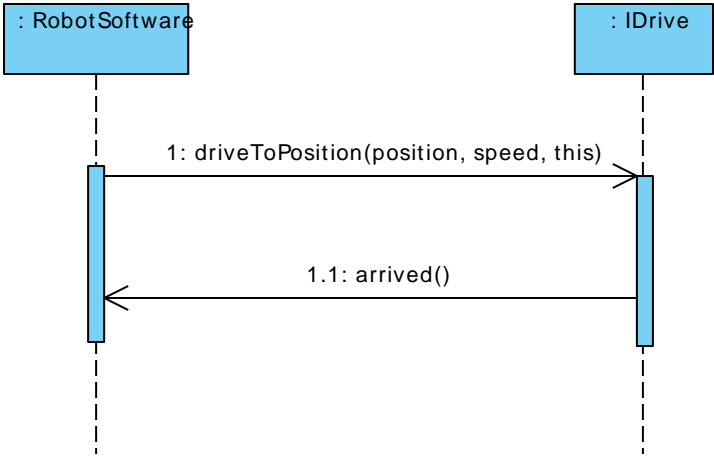 : RobotSoftware
: IDrive
1: driveToPosition(position, speed, this)
1.1: arrived()